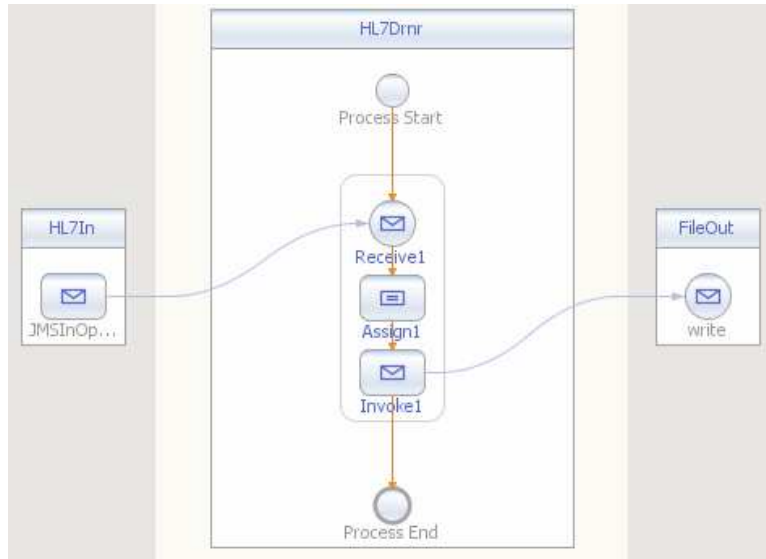 HL7Drnr
Process Start
HL7In
JMSInOp...
Receive1
Assign1
Invoke1
FileOut
write
Process End